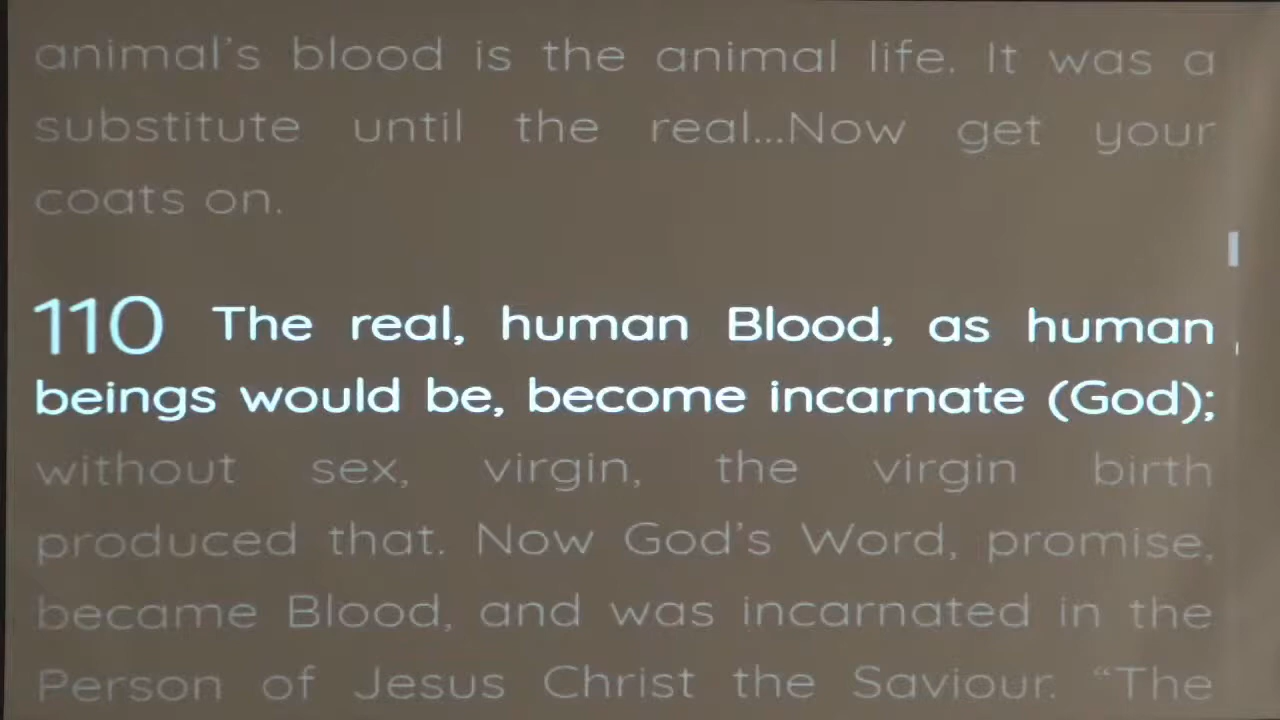 animal's blood is the animal life. It was a
substitute until the real...Now get your
coats on.
110 The real, human Blood, as human
beings would be, become incarnate (God);
without sex, virgin, the virgin birth
produced that. Now God's Word, promise,
became Blood, and was incarnated in the
Person of Jesus Christ the Saviour. “The